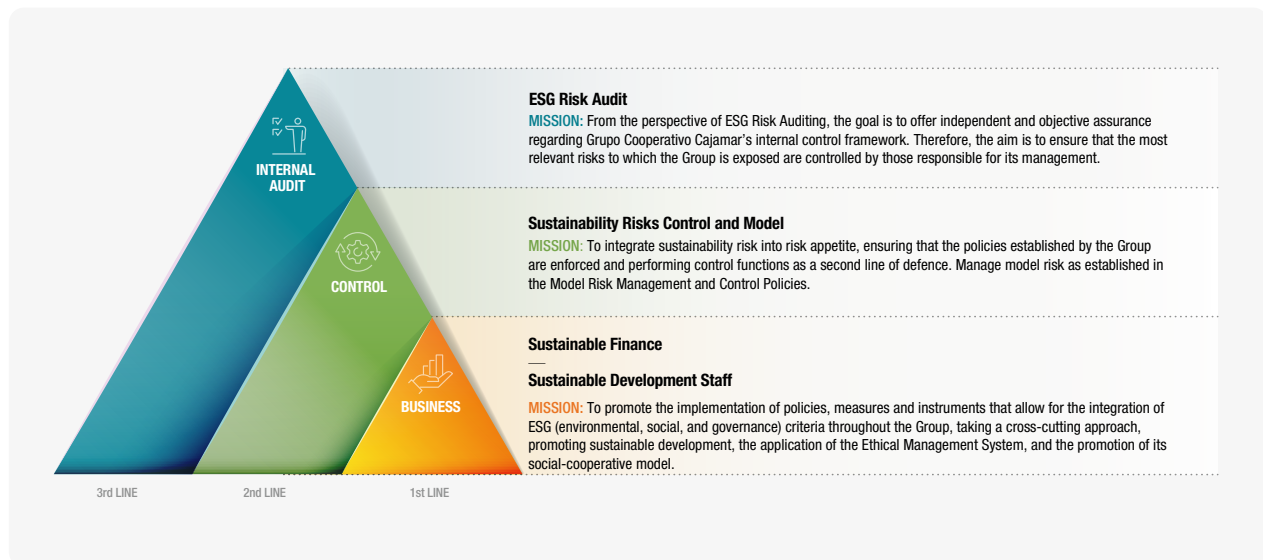 INTERNAL
AUDIT
ESG Risk Audit
MISSION: From the perspective of ESG Risk Auditing, the goal is to offer independent and objective assurance
regarding Grupo Cooperativo Cajamar's internal control framework. Therefore, the aim is to ensure that the most
relevant risks to which the Group is exposed are controlled by those responsible for its management.
CONTROL
Sustainability Risks Control and Model
MISSION: To integrate sustainability risk into risk appetite, ensuring that the policies established by the Group
are enforced and performing control functions as a second line of defence. Manage model risk as established in
the Model Risk Management and Control Policies.
BUSINESS
Sustainable Finance
Sustainable Development Staff
MISSION: To promote the implementation of policies, measures and instruments that allow for the integration of
ESG (environmental, social, and governance) criteria throughout the Group, taking a cross-cutting approach,
promoting sustainable development, the application of the Ethical Management System, and the promotion of its
social-cooperative model.
3rd LINE
2nd LINE
1st LINE